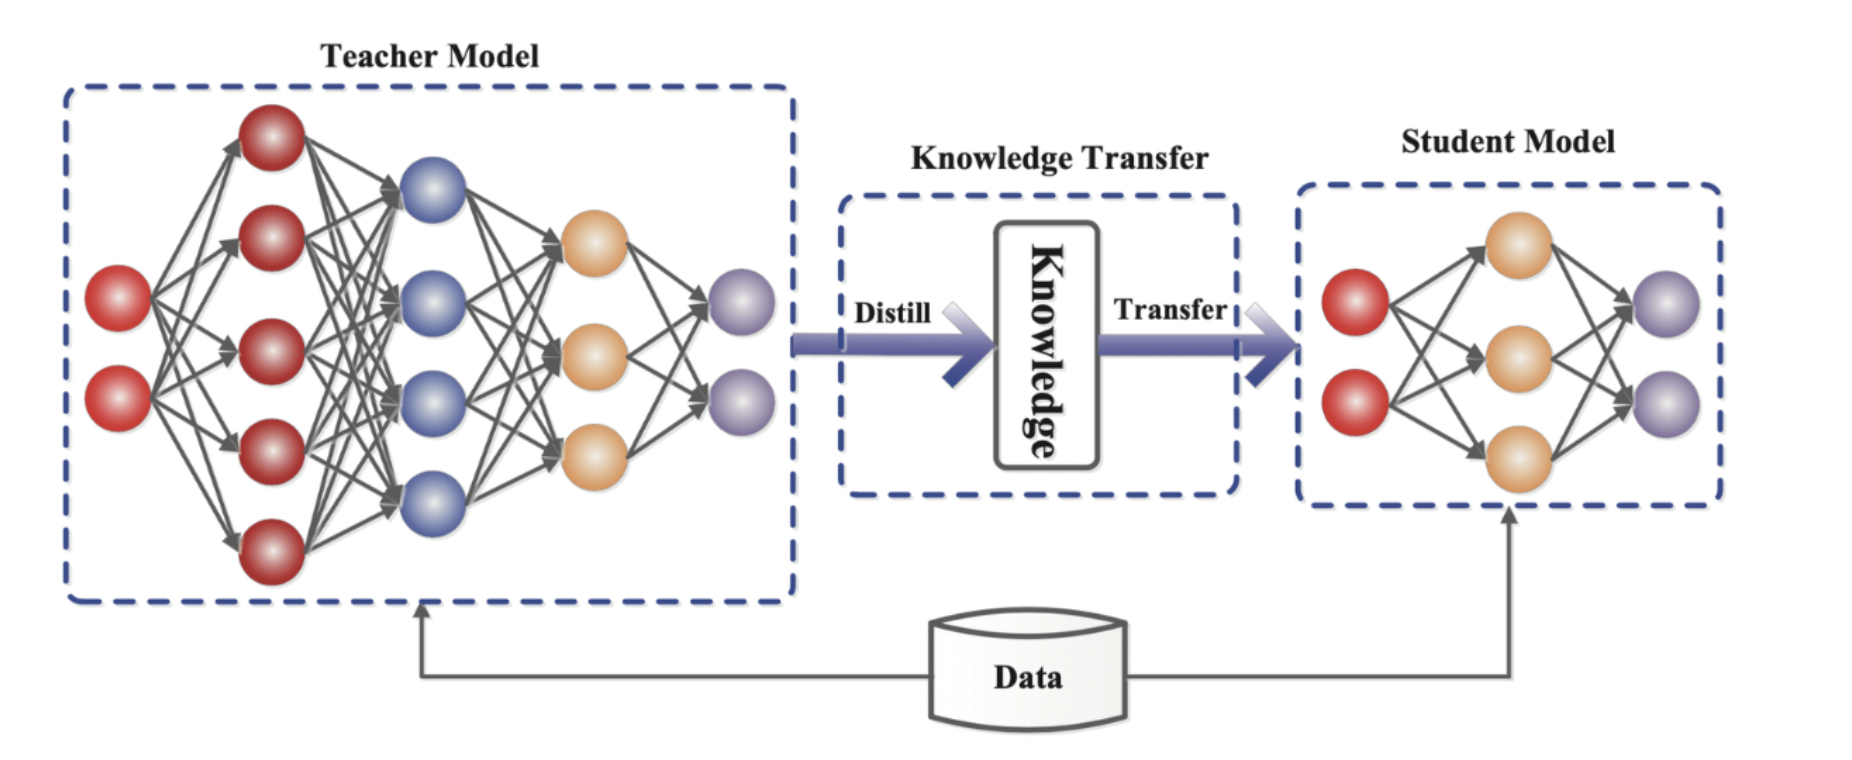 Teacher Model
Knowledge Transfer
Student Model
Distill
Knowledge
Transfer
Data